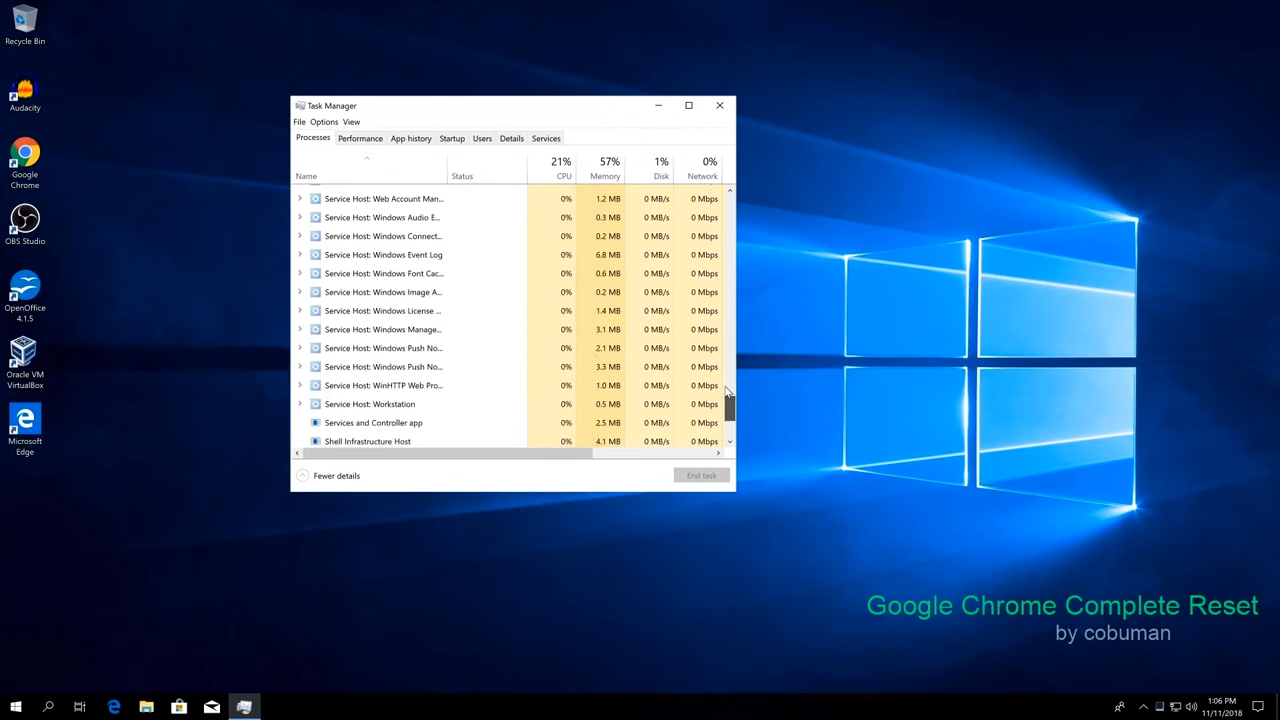 Recycle Bin
Audacity
Google
Chrome
OBS Studio
OpenOffice
4.1.5
Oracle VM
VirtualBox
Microsoft
Edge
Task Manager
File Options View
Processes Performance App history Startup Users Details Services
21% 57% 1% 0%
Name Status CPU Memory Disk Network
Service Host: Web Account Man... 0% 1.2 MB 0 MB/s 0 Mbps
Service Host: Windows Audio E... 0% 0.3 MB 0 MB/s 0 Mbps
Service Host: Windows Connect... 0% 0.2 MB 0 MB/s 0 Mbps
Service Host: Windows Event Log 0% 6.8 MB 0 MB/s 0 Mbps
Service Host: Windows Font Cac... 0% 0.6 MB 0 MB/s 0 Mbps
Service Host: Windows Image A... 0% 0.2 MB 0 MB/s 0 Mbps
Service Host: Windows License ... 0% 1.4 MB 0 MB/s 0 Mbps
Service Host: Windows Manage... 0% 3.1 MB 0 MB/s 0 Mbps
Service Host: Windows Push No... 0% 2.1 MB 0 MB/s 0 Mbps
Service Host: Windows Push No... 0% 3.3 MB 0 MB/s 0 Mbps
Service Host: WinHTTP Web Pro... 0% 1.0 MB 0 MB/s 0 Mbps
Service Host: Workstation 0% 0.5 MB 0 MB/s 0 Mbps
Services and Controller app 0% 2.5 MB 0 MB/s 0 Mbps
Shell Infrastructure Host 0% 4.1 MB 0 MB/s 0 Mbps
Fewer details End task
Google Chrome Complete Reset
by cobuman
1:06 PM
11/11/2018